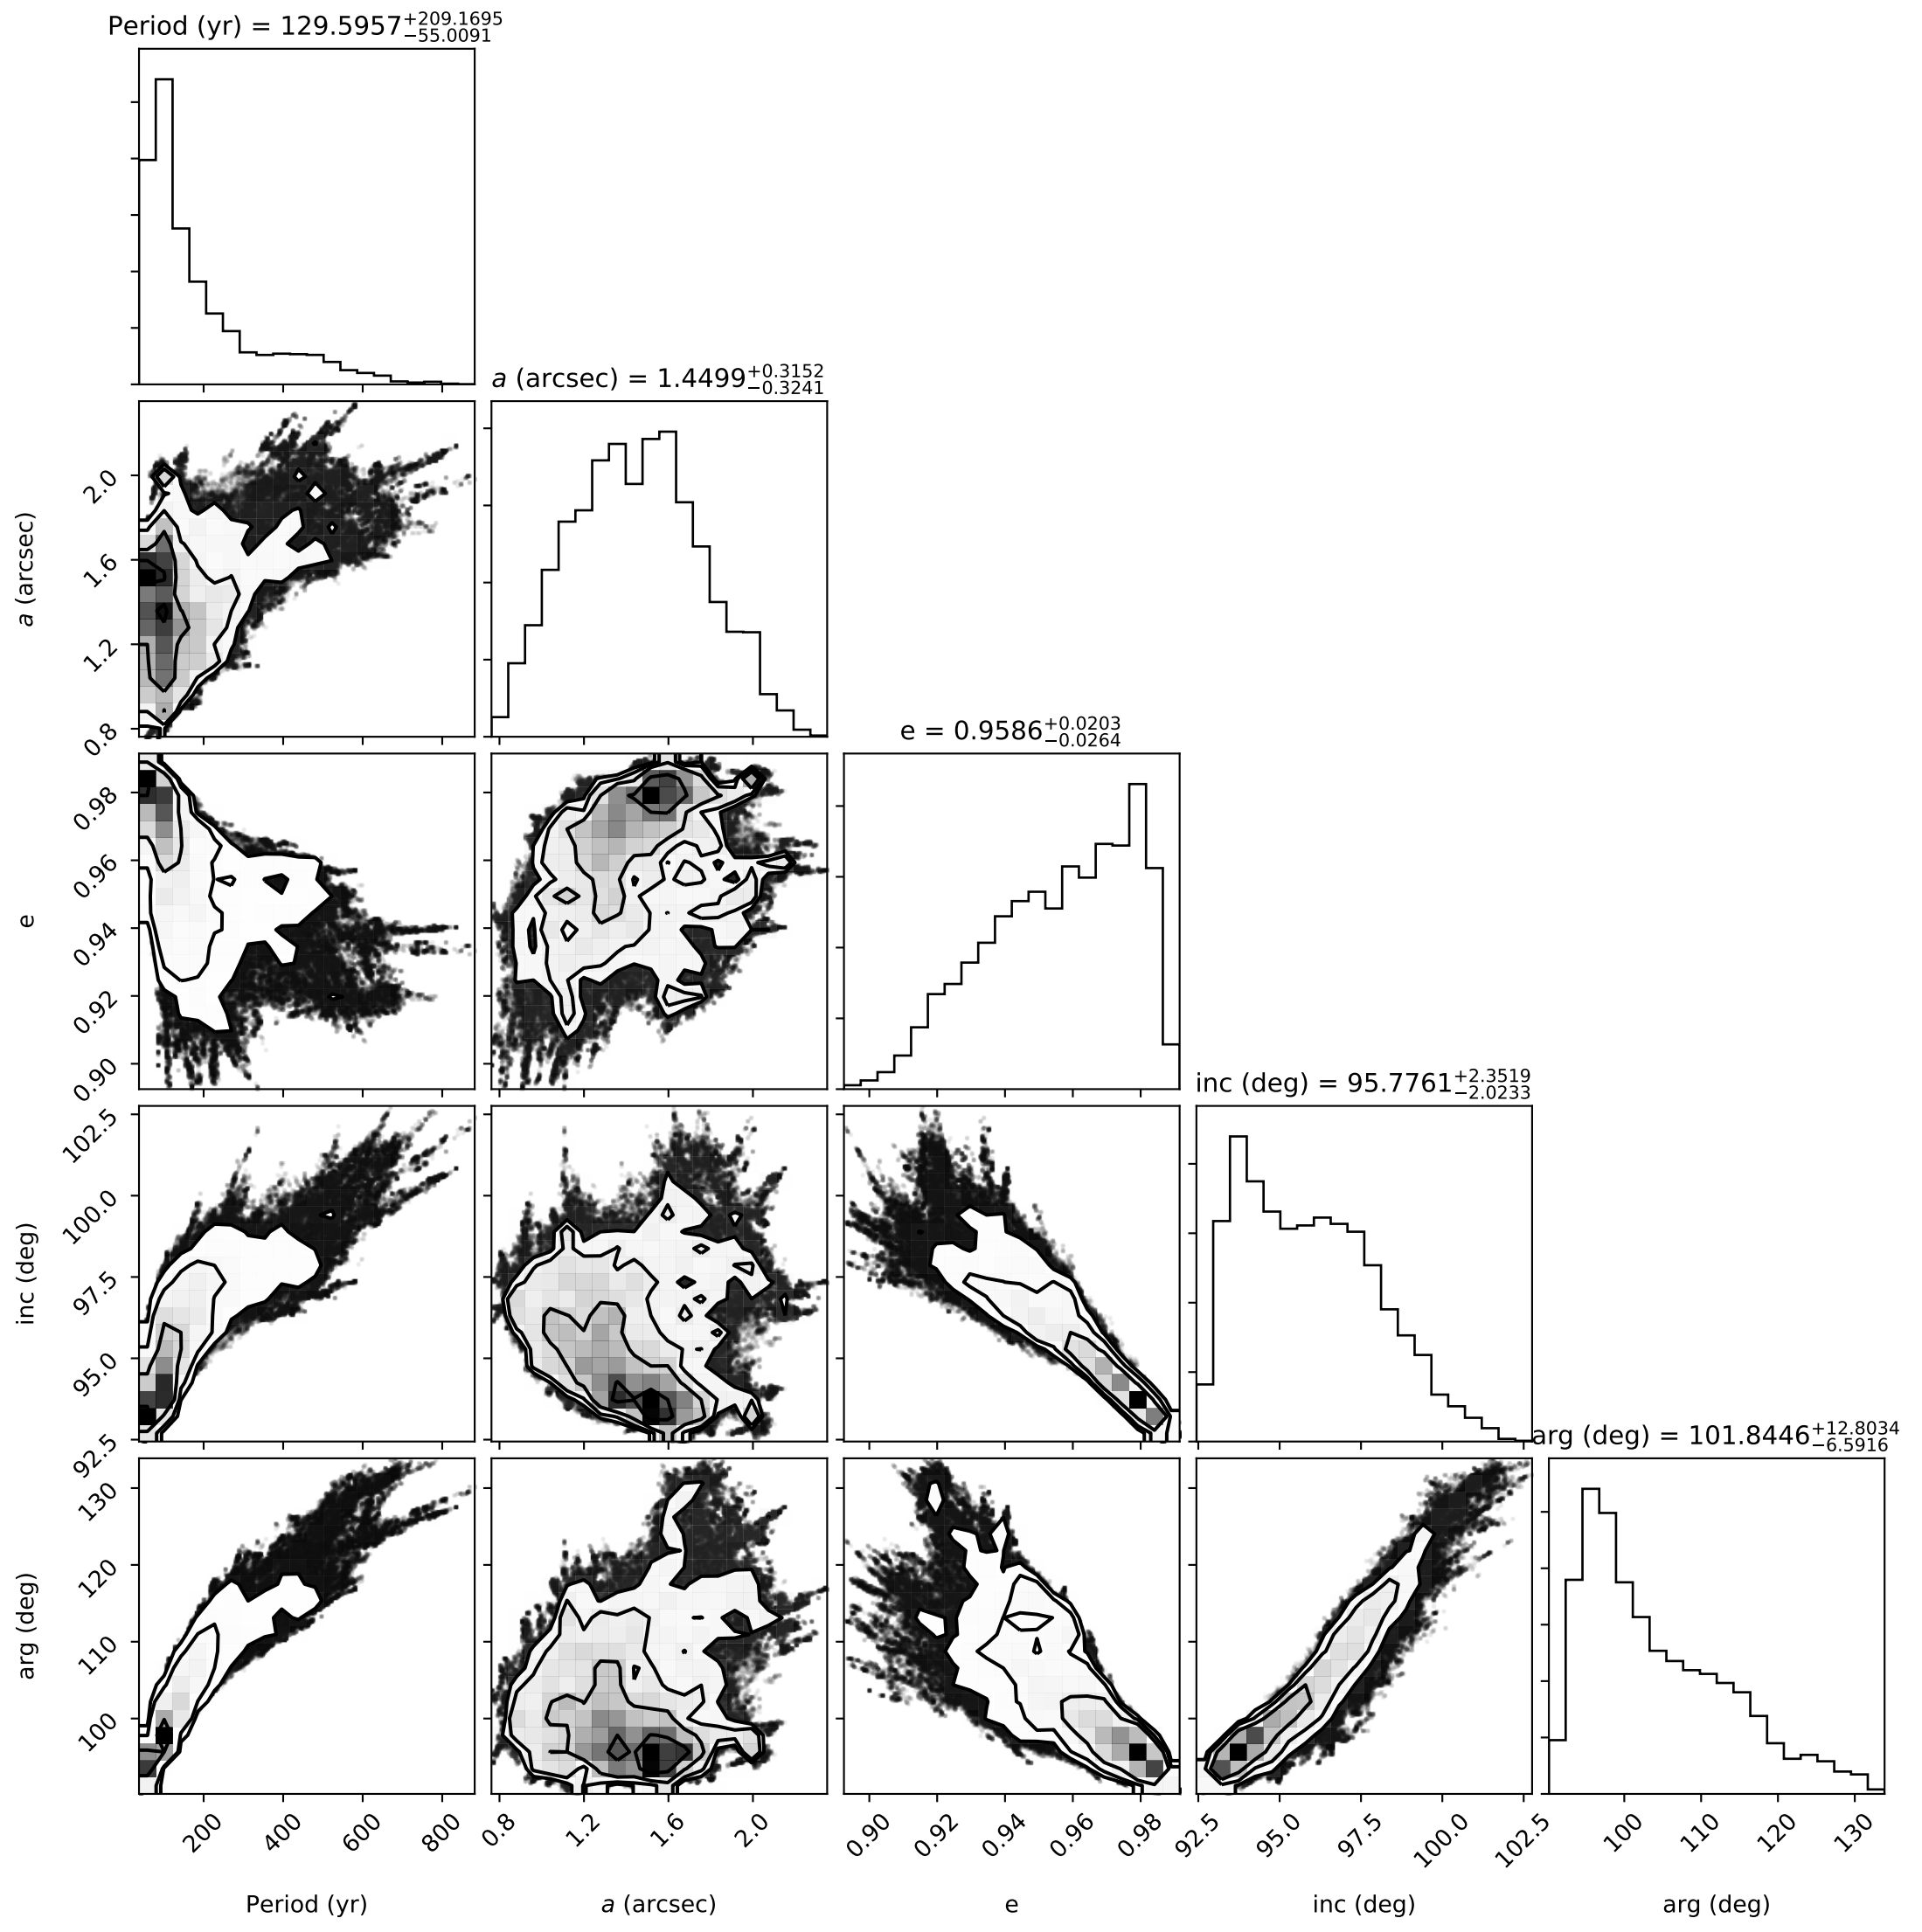 Period (yr) = 129.5957+209.1695−55.0091
a (arcsec) = 1.4499+0.3152−0.3241
2.0
1.6
1.2
0.8
a (arcsec)
e = 0.9586+0.0203−0.0264
0.98
0.96
0.94
0.92
0.90
e
inc (deg) = 95.7761+2.3519−2.0233
102.5
100.0
97.5
95.0
92.5
inc (deg)
arg (deg) = 101.8446+12.8034−6.5916
130
120
110
100
arg (deg)
200 400 600 800
0.8 1.2 1.6 2.0
0.90 0.92 0.94 0.96 0.98
92.5 95.0 97.5 100.0 102.5
100 110 120 130
Period (yr) a (arcsec) e inc (deg) arg (deg)